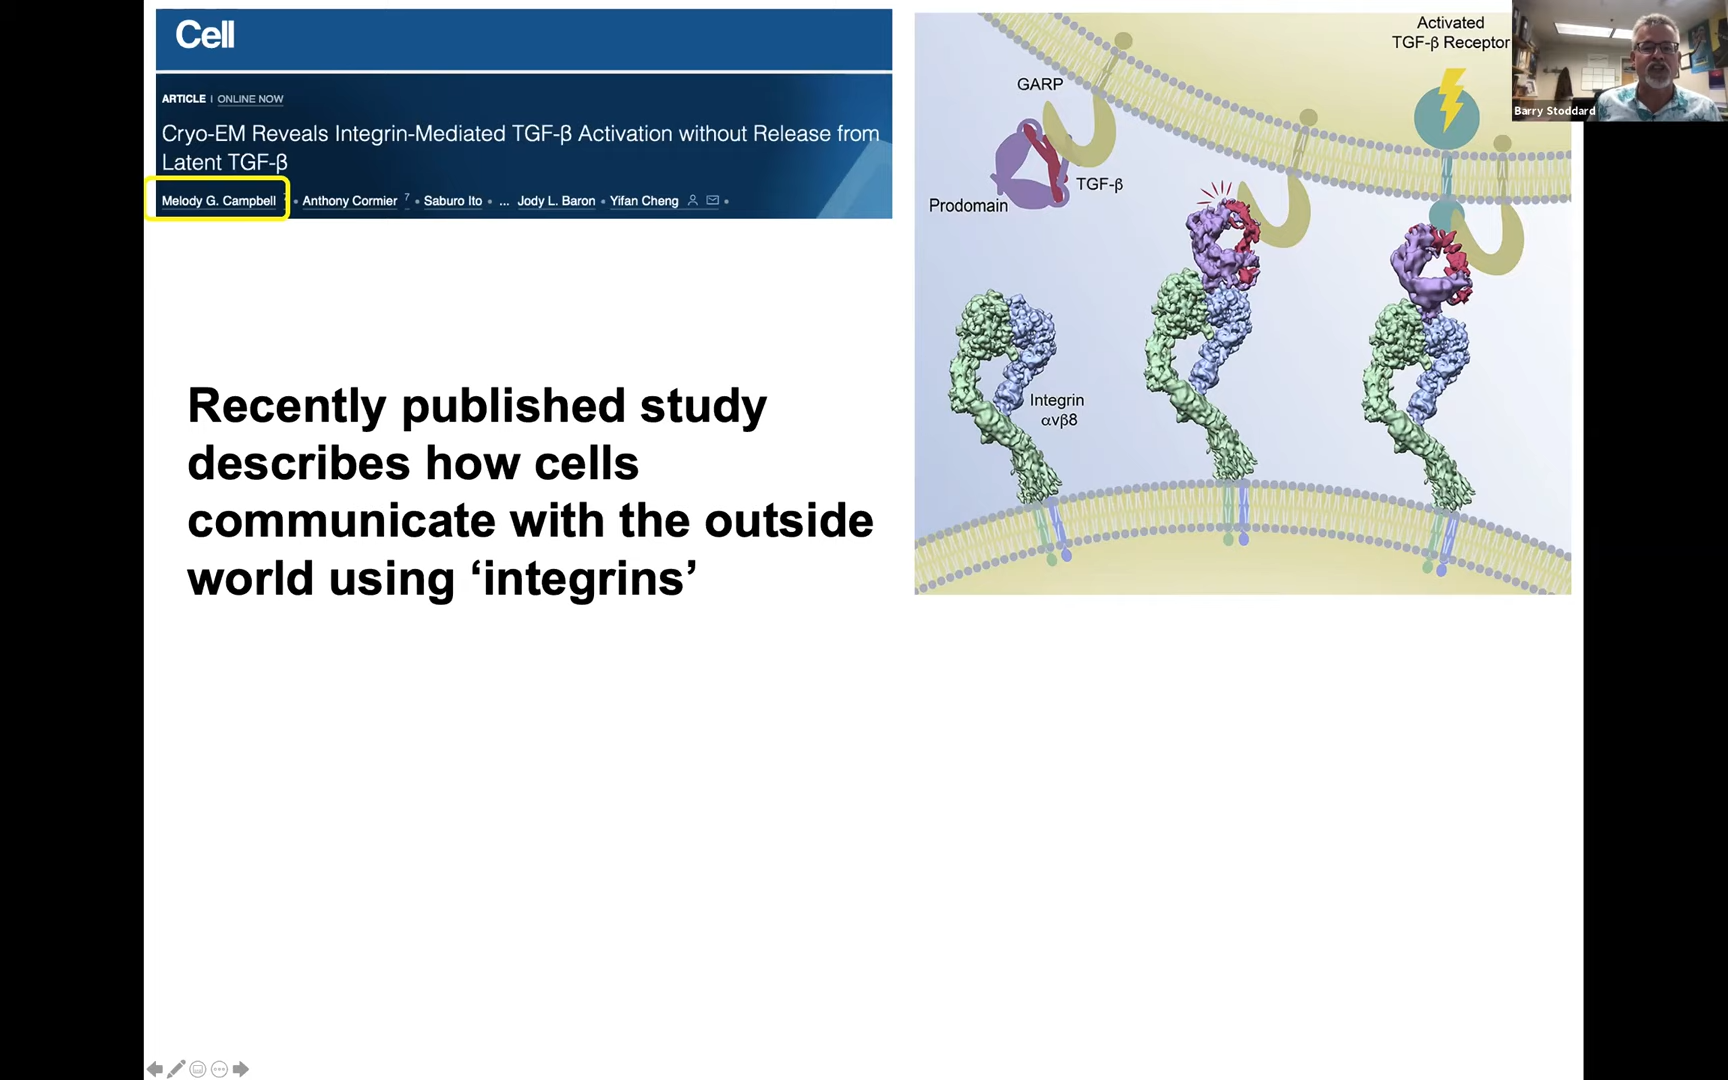 Cell
ARTICLE | ONLINE NOW
Cryo-EM Reveals Integrin-Mediated TGF-β Activation without Release from
Latent TGF-β
Melody G. Campbell • Anthony Cormier 7 • Saburo Ito • ... Jody L. Baron • Yifan Cheng •
Recently published study
describes how cells
communicate with the outside
world using ‘integrins’
Activated
TGF-β Receptor
GARP
TGF-β
Prodomain
Integrin
αvβ8
Barry Stoddard